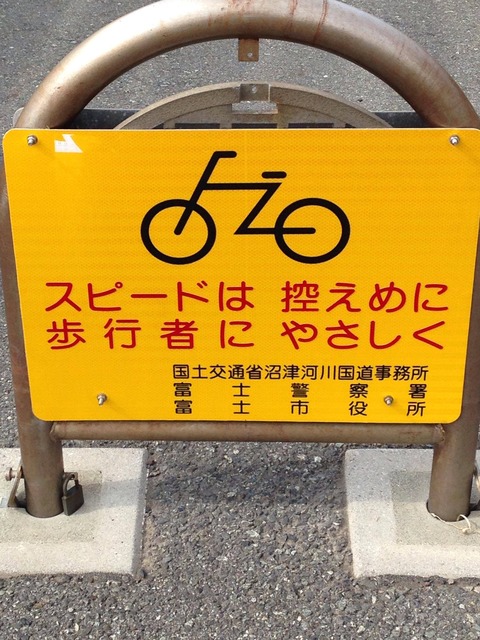 スピードは 控えめに
歩行者に やさしく
国土交通省沼津河川国道事務所
富士警察署
富士市役所